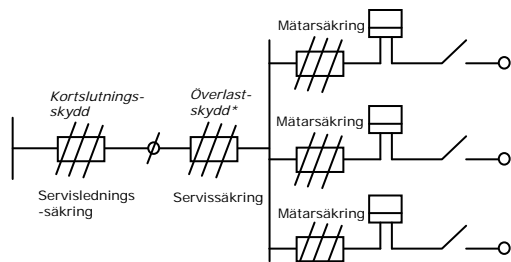 Mätarsäkring
Kortslutnings-
skydd
Överlast-
skydd*
Mätarsäkring
Servislednings
-säkring
Servissäkring
Mätarsäkring